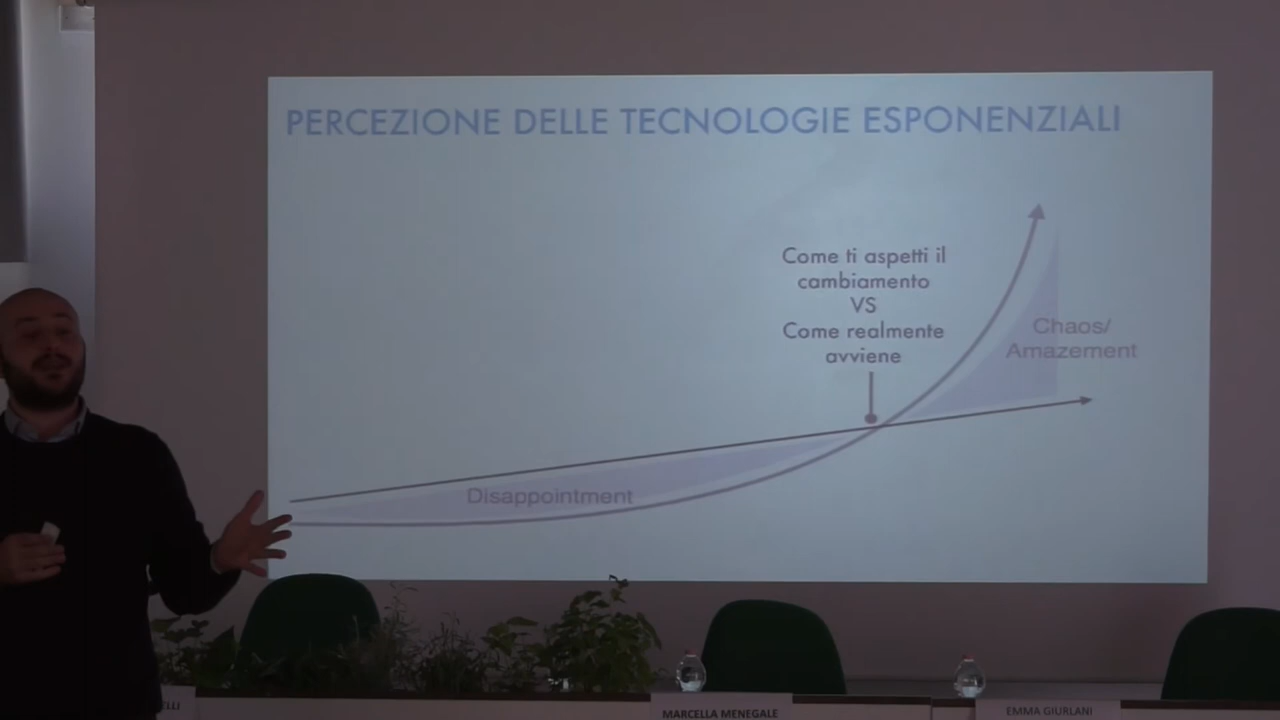 PERCEZIONE DELLE TECNOLOGIE ESPONENZIALI
Come ti aspetti il
cambiamento
VS
Come realmente
avviene
Chaos/
Amazement
Disappointment
MARCELLA MENEGALE
EMMA GIURLANI